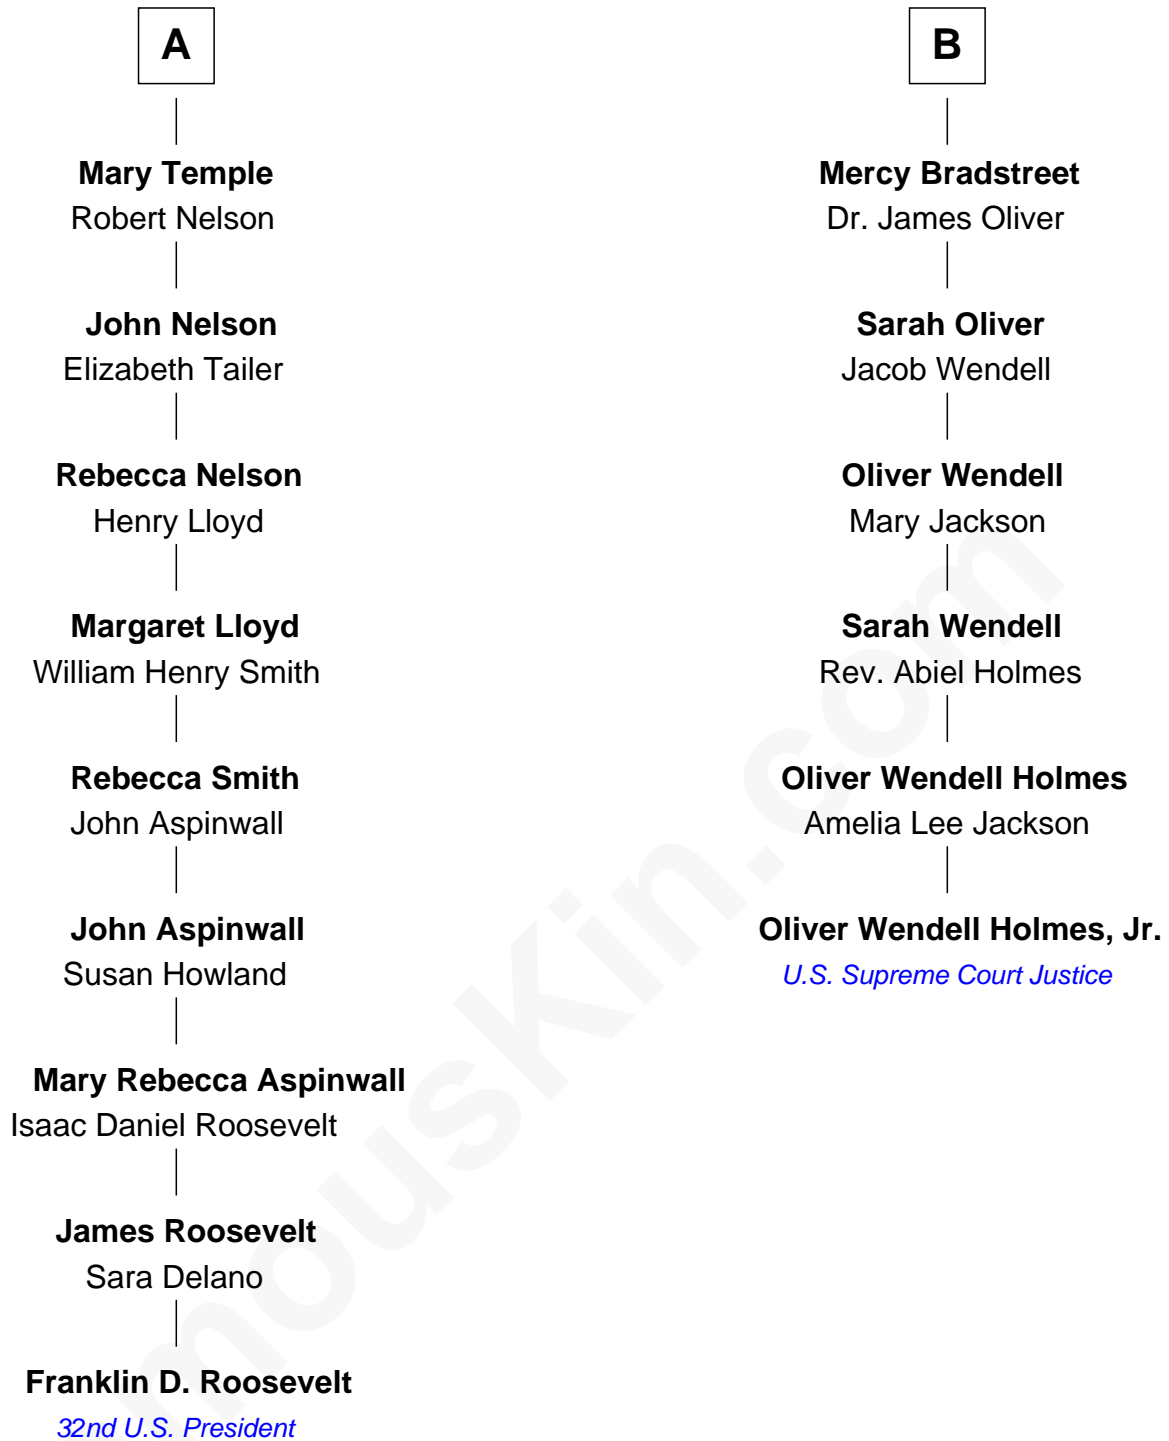 A
Mary Temple
Robert Nelson
John Nelson
Elizabeth Tailer
Rebecca Nelson
Henry Lloyd
Margaret Lloyd
William Henry Smith
Rebecca Smith
John Aspinwall
John Aspinwall
Susan Howland
Mary Rebecca Aspinwall
Isaac Daniel Roosevelt
James Roosevelt
Sara Delano
Franklin D. Roosevelt
32nd U.S. President
B
Mercy Bradstreet
Dr. James Oliver
Sarah Oliver
Jacob Wendell
Oliver Wendell
Mary Jackson
Sarah Wendell
Rev. Abiel Holmes
Oliver Wendell Holmes
Amelia Lee Jackson
Oliver Wendell Holmes, Jr.
U.S. Supreme Court Justice
mousKin.com